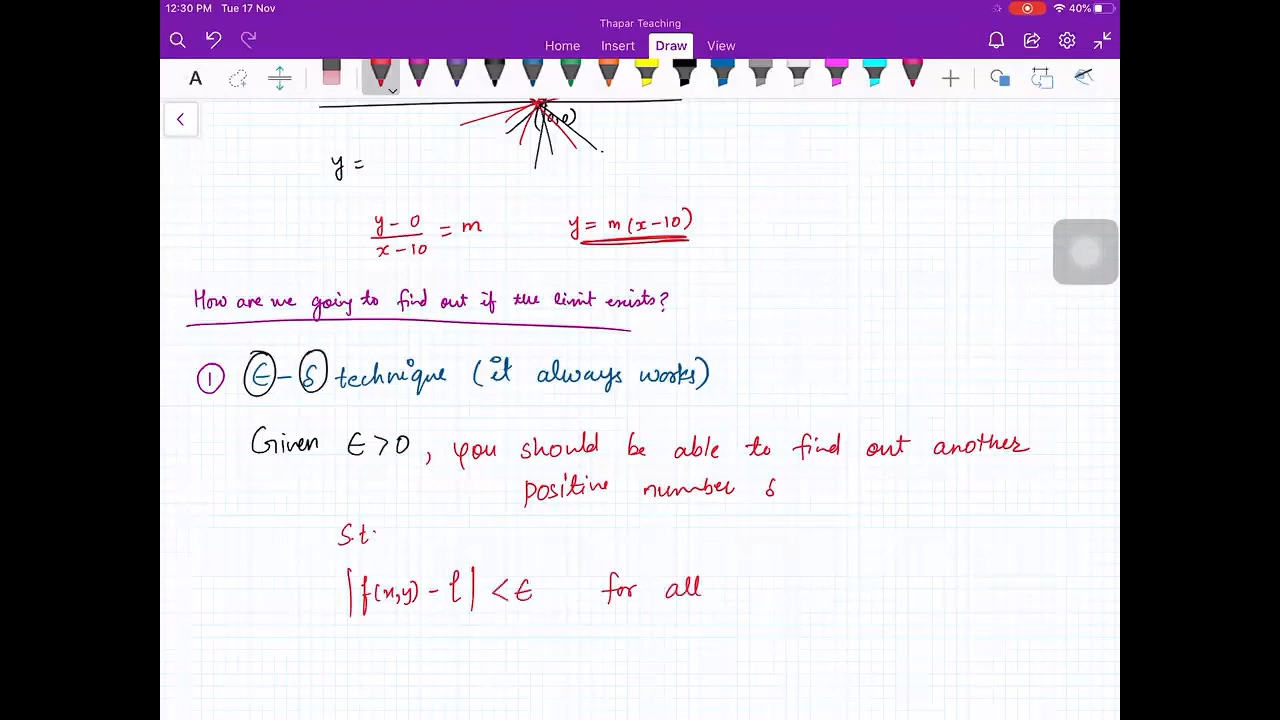 12:30 PM Tue 17 Nov
40%
Thapar Teaching
Home Insert Draw View
A
y =
y - 0 / x - 10 = m
y = m (x - 10)
How are we going to find out if the limit exists?
① ϵ - δ technique (it always works)
Given ϵ > 0 , you should be able to find out another
positive number δ
S.t.
|f(x,y) - l| < ϵ for all